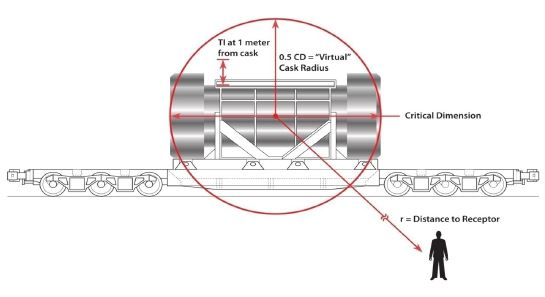 TI at 1 meter
from cask
0.5 CD = “Virtual”
Cask Radius
Critical Dimension
r = Distance to Receptor